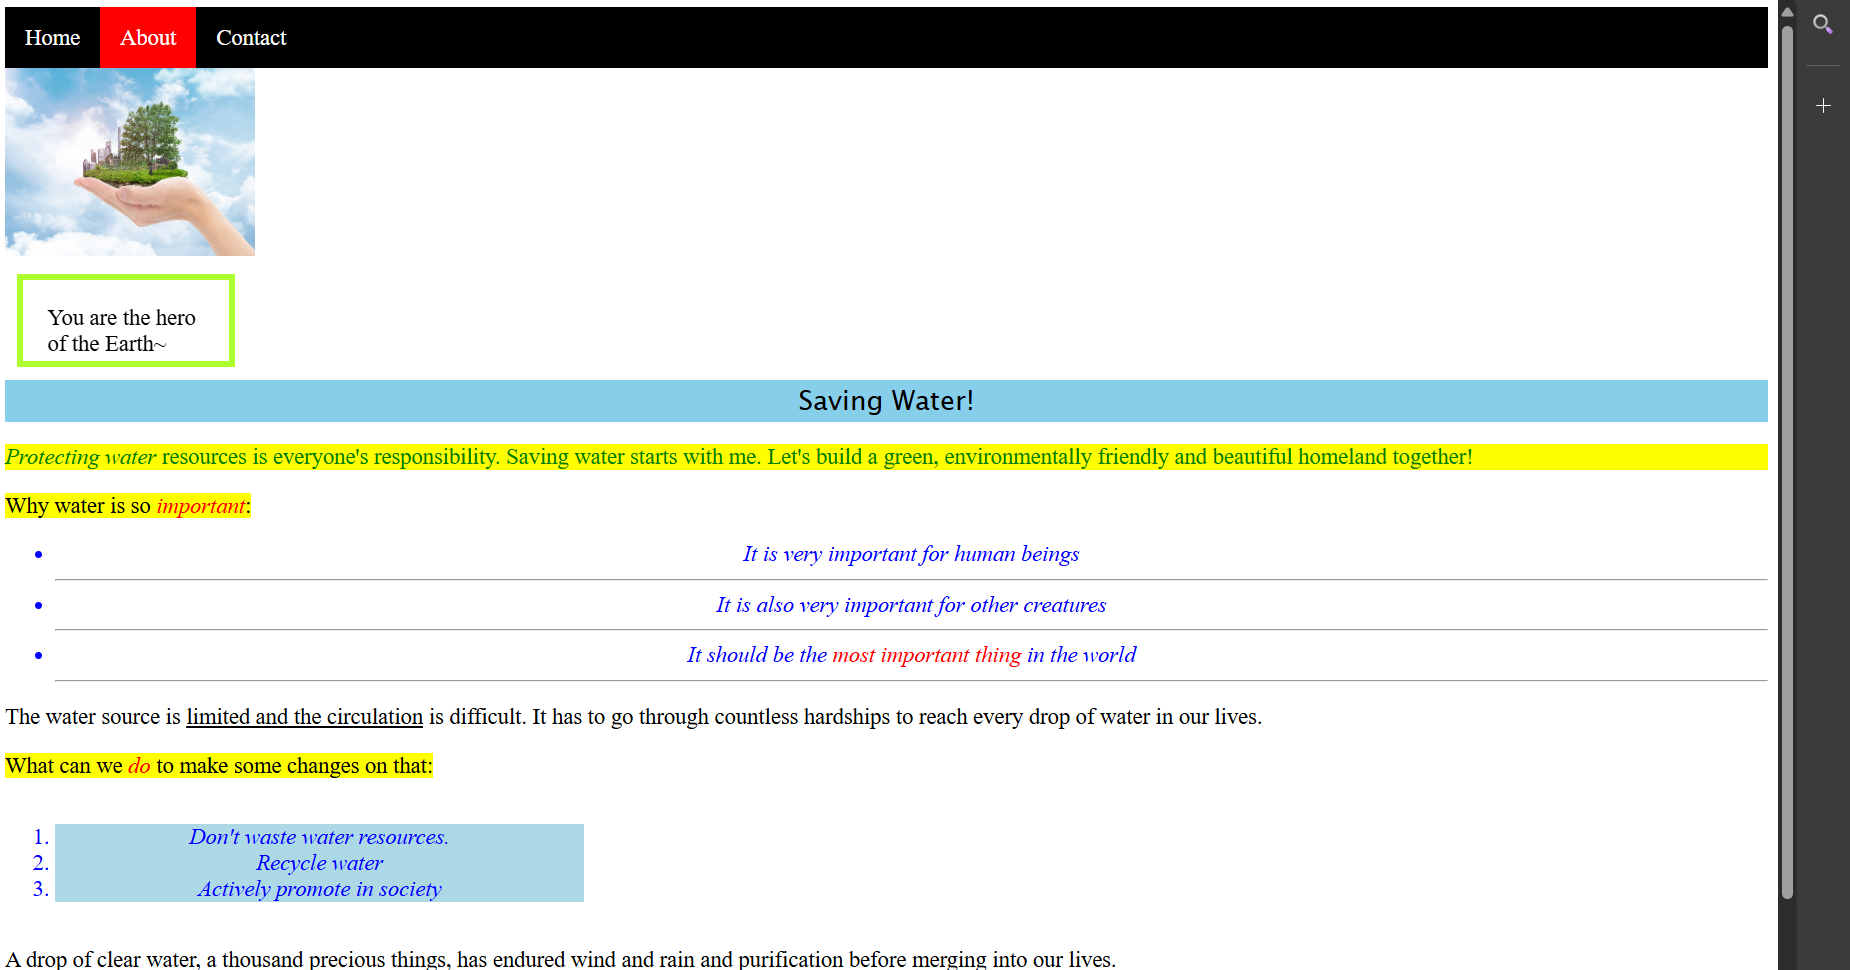 Home About Contact
You are the hero
of the Earth~
Saving Water!
Protecting water resources is everyone's responsibility. Saving water starts with me. Let's build a green, environmentally friendly and beautiful homeland together!
Why water is so important:
• It is very important for human beings
• It is also very important for other creatures
• It should be the most important thing in the world
The water source is limited and the circulation is difficult. It has to go through countless hardships to reach every drop of water in our lives.
What can we do to make some changes on that:
1. Don't waste water resources.
2. Recycle water
3. Actively promote in society
A drop of clear water, a thousand precious things, has endured wind and rain and purification before merging into our lives.